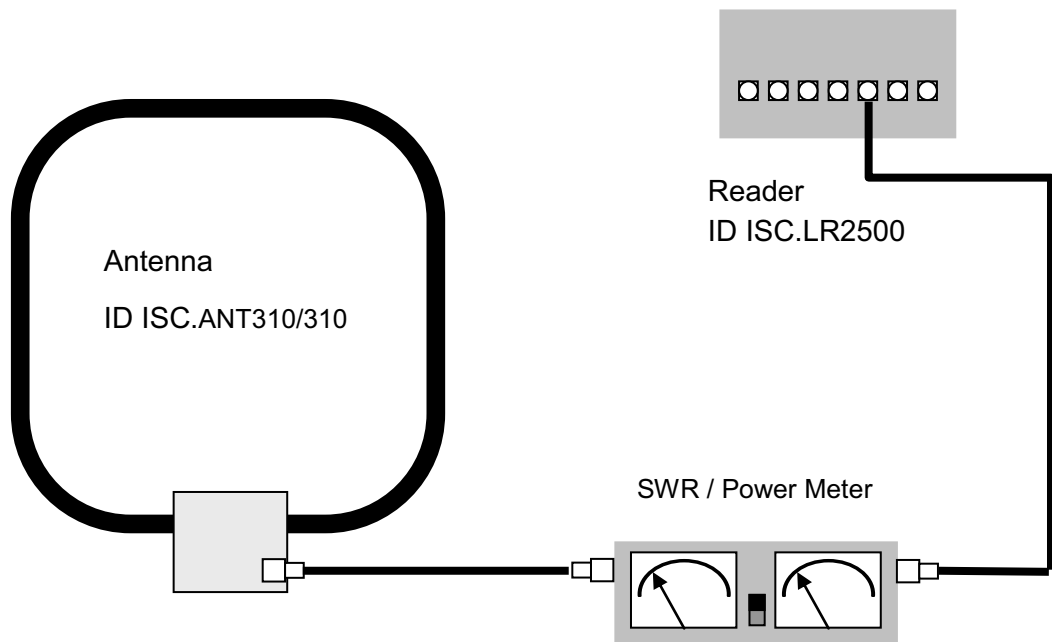 Reader
ID ISC.LR2500
Antenna
ID ISC.ANT310/310
SWR / Power Meter